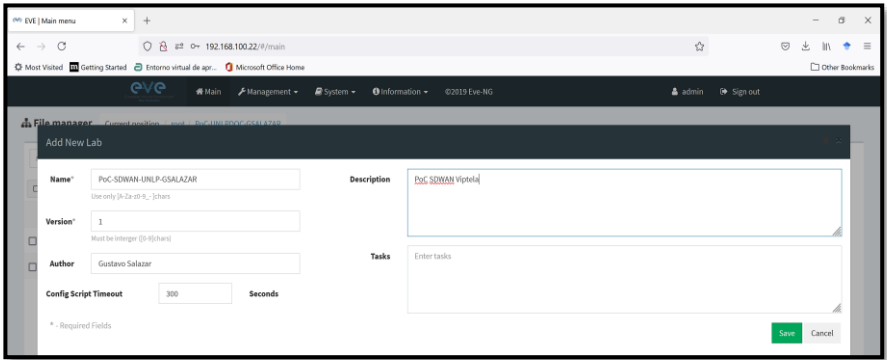 EVE | Main menu
192.168.100.22/#/main
Most Visited Getting Started Entorno virtual de apr... Microsoft Office Home Other Bookmarks
eve Main Management System Information ©2019 Eve-NG admin Sign out
File manager Current position root
Add New Lab
Name* PoC-SDWAN-UNLP-GSALAZAR Description PoC SDWAN Viptela
Use only [A-Za-z0-9_- ]chars
Version* 1
Must be interger ([0-9]chars)
Author Gustavo Salazar Tasks Enter tasks
Config Script Timeout 300 Seconds
* - Required Fields
Save Cancel